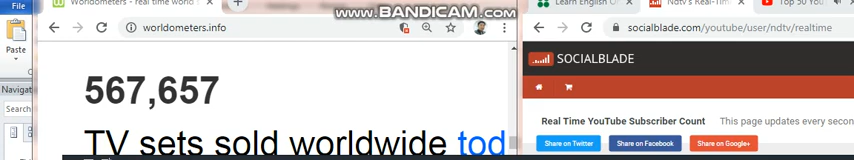 File
Worldometers - real time world
www.BANDICAM.com
Learn English O
Ndtv's Real-Tim
Top 50 You
worldometers.info
socialblade.com/youtube/user/ndtv/realtime
Paste
567,657
SOCIALBLADE
Navigat
Search
Real Time YouTube Subscriber Count This page updates every secon
TV sets sold worldwide tod
Share on Twitter Share on Facebook Share on Google+